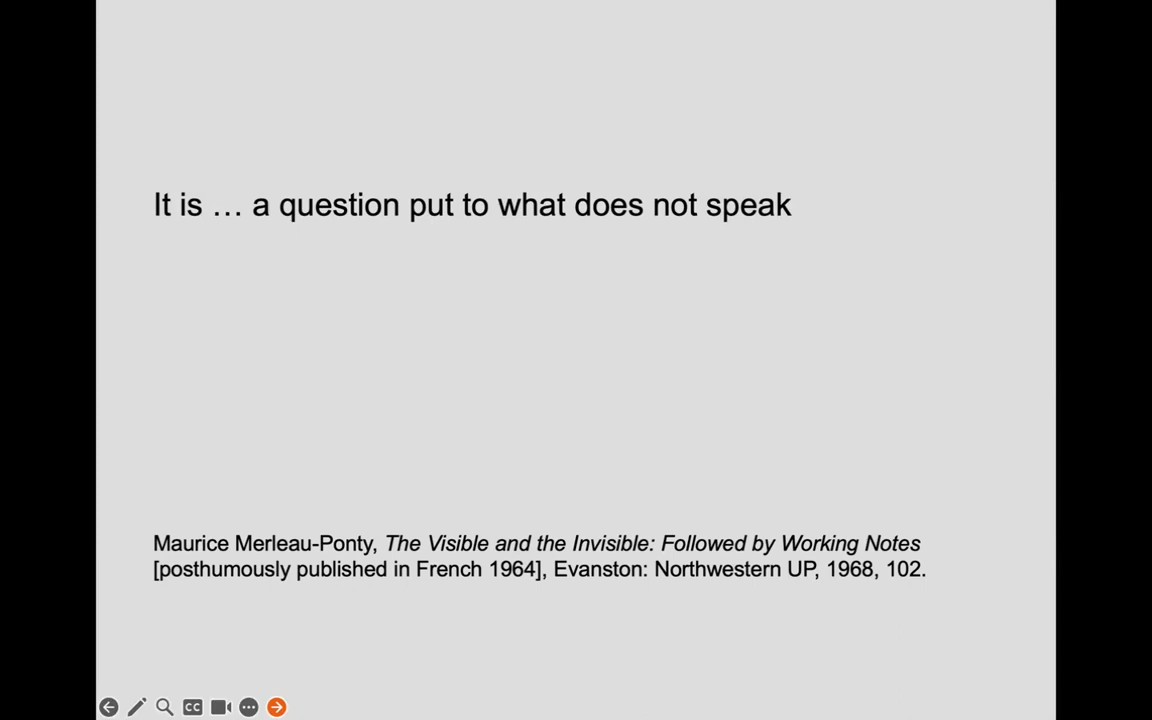 It is … a question put to what does not speak
Maurice Merleau-Ponty, The Visible and the Invisible: Followed by Working Notes
[posthumously published in French 1964], Evanston: Northwestern UP, 1968, 102.
CC